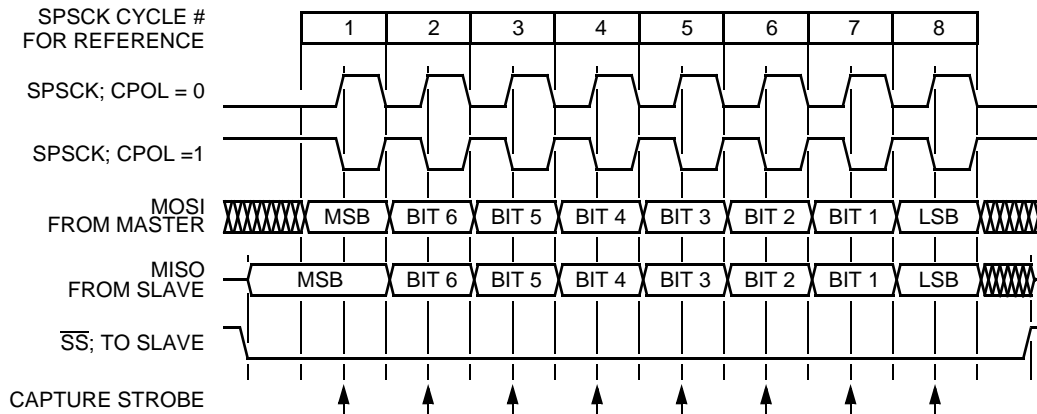 SPSCK CYCLE #
FOR REFERENCE
1 2 3 4 5 6 7 8
SPSCK; CPOL = 0
SPSCK; CPOL =1
MOSI
FROM MASTER
MSB BIT 6 BIT 5 BIT 4 BIT 3 BIT 2 BIT 1 LSB
MISO
FROM SLAVE
MSB BIT 6 BIT 5 BIT 4 BIT 3 BIT 2 BIT 1 LSB
S̅S̅; TO SLAVE
CAPTURE STROBE